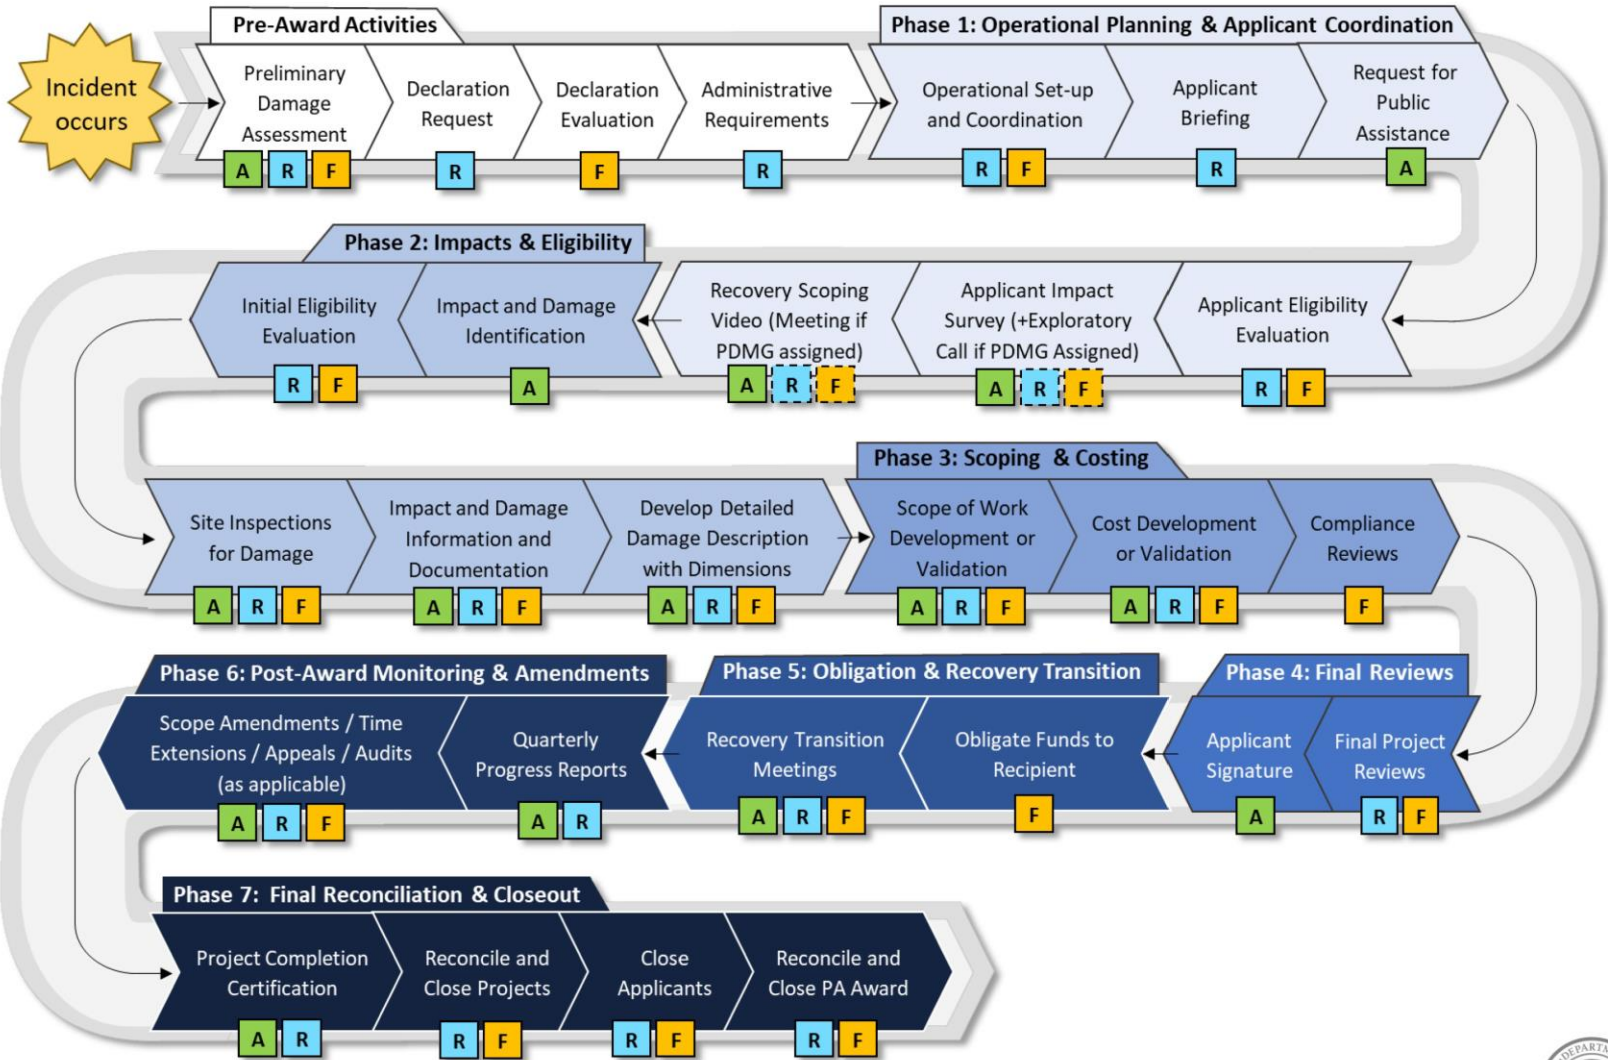 Incident
occurs
Pre-Award Activities
Preliminary
Damage
Assessment
A R F
Declaration
Request
R
Declaration
Evaluation
F
Administrative
Requirements
R
Phase 1: Operational Planning & Applicant Coordination
Operational Set-up
and Coordination
R F
Applicant
Briefing
R
Request for
Public
Assistance
A
Applicant Eligibility
Evaluation
R F
Applicant Impact
Survey (+Exploratory
Call if PDMG Assigned)
A R F
Recovery Scoping
Video (Meeting if
PDMG assigned)
A R F
Phase 2: Impacts & Eligibility
Impact and Damage
Identification
A
Initial Eligibility
Evaluation
R F
Site Inspections
for Damage
A R F
Impact and Damage
Information and
Documentation
A R F
Develop Detailed
Damage Description
with Dimensions
A R F
Phase 3: Scoping & Costing
Scope of Work
Development or
Validation
A R F
Cost Development
or Validation
A R F
Compliance
Reviews
F
Phase 4: Final Reviews
Final Project
Reviews
R F
Applicant
Signature
A
Phase 5: Obligation & Recovery Transition
Obligate Funds to
Recipient
F
Recovery Transition
Meetings
A R F
Phase 6: Post-Award Monitoring & Amendments
Quarterly
Progress Reports
A R
Scope Amendments / Time
Extensions / Appeals / Audits
(as applicable)
A R F
Phase 7: Final Reconciliation & Closeout
Project Completion
Certification
A R
Reconcile and
Close Projects
R F
Close
Applicants
R F
Reconcile and
Close PA Award
R F